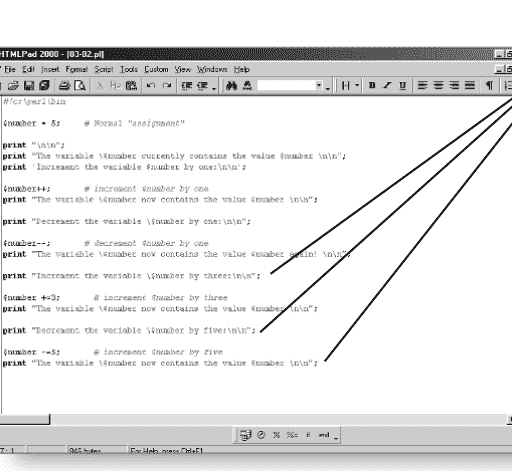 HTMLPad 2000 - [03-02.pl]
File Edit Insert Format Script Tools Custom View Windows Help
H B I U ¶
#!c:\perl\bin
$number = 5; # Normal "assignment"
print "\n\n";
print "The variable \$number currently contains the value $number \n\n";
print 'Increment the variable $number by one:\n\n';
$number++; # increment $number by one
print "The variable \$number now contains the value $number \n\n";
print "Decrement the variable \$number by one:\n\n";
$number--; # decrement $number by one
print "The variable \$number now contains the value $number again! \n\n";
print "Increment the variable \$number by three:\n\n";
$number +=3; # increment $number by three
print "The variable \$number now contains the value $number \n\n";
print "Decrement the variable \$number by five:\n\n";
$number -=5; # increment $number by five
print "The variable \$number now contains the value $number \n\n";
% %= # end
7: 1 bytes For Help, press Ctrl+F1